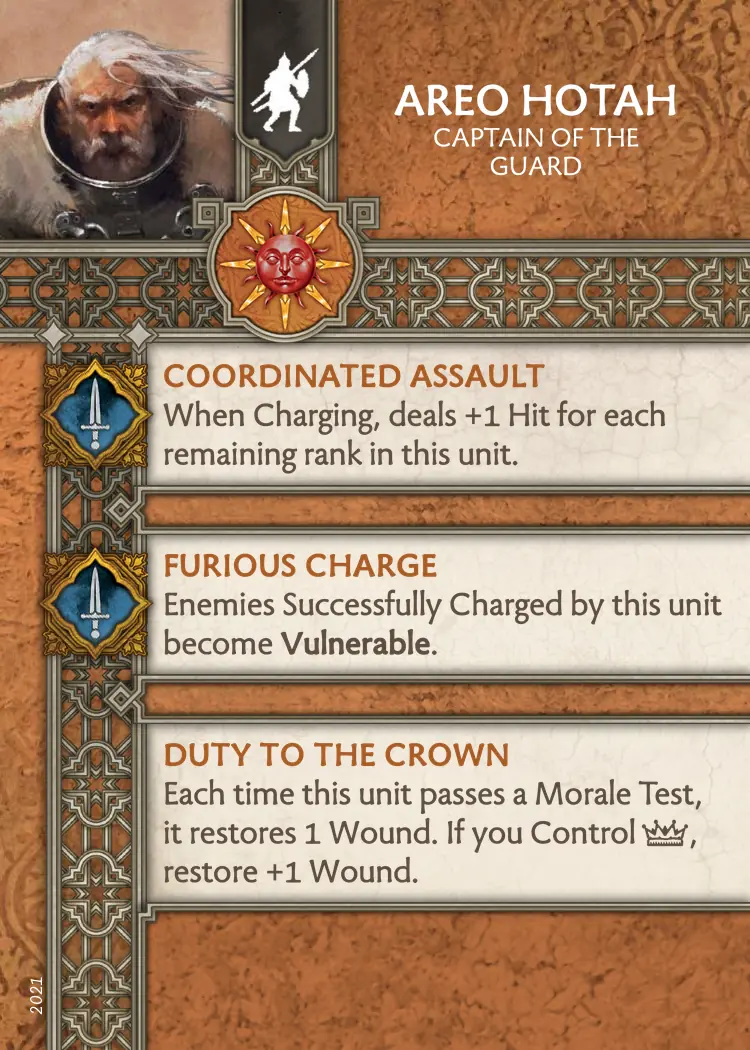 AREO HOTAH
CAPTAIN OF THE
GUARD
COORDINATED ASSAULT
When Charging, deals +1 Hit for each
remaining rank in this unit.
FURIOUS CHARGE
Enemies Successfully Charged by this unit
become Vulnerable.
DUTY TO THE CROWN
Each time this unit passes a Morale Test,
it restores 1 Wound. If you Control ,
restore +1 Wound.
2021